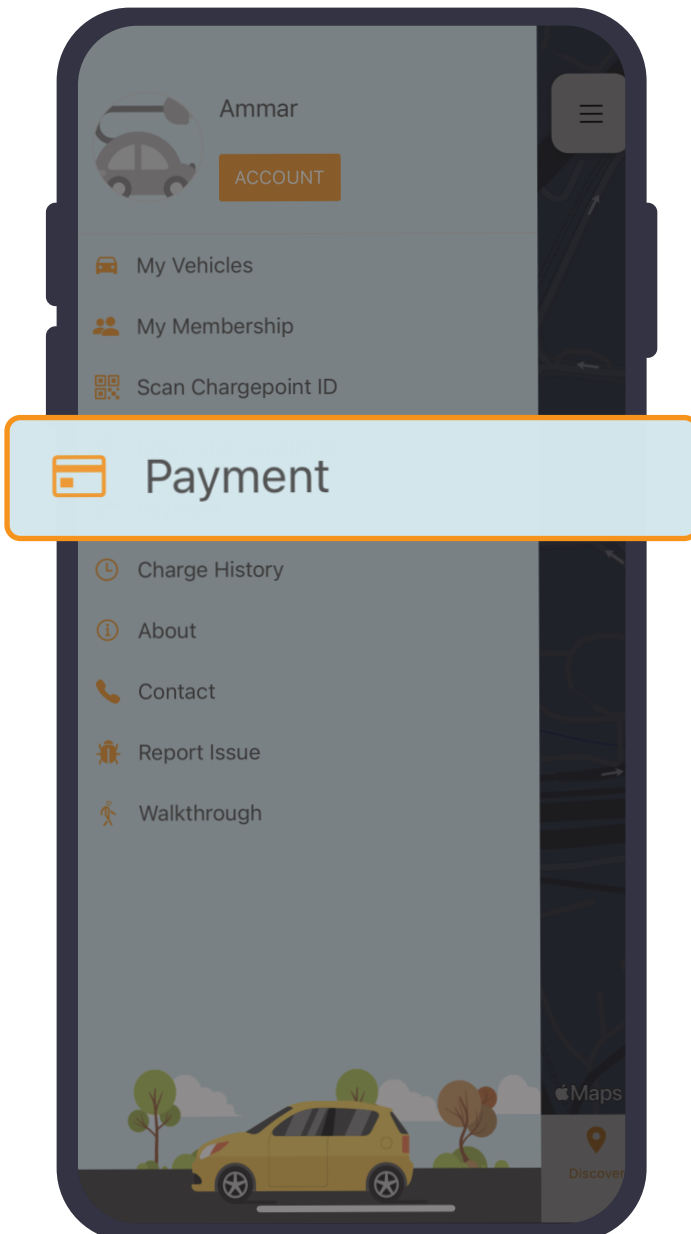 Ammar
ACCOUNT
My Vehicles
My Membership
Scan Chargepoint ID
Payment
Charge History
About
Contact
Report Issue
Walkthrough
Maps
Discover